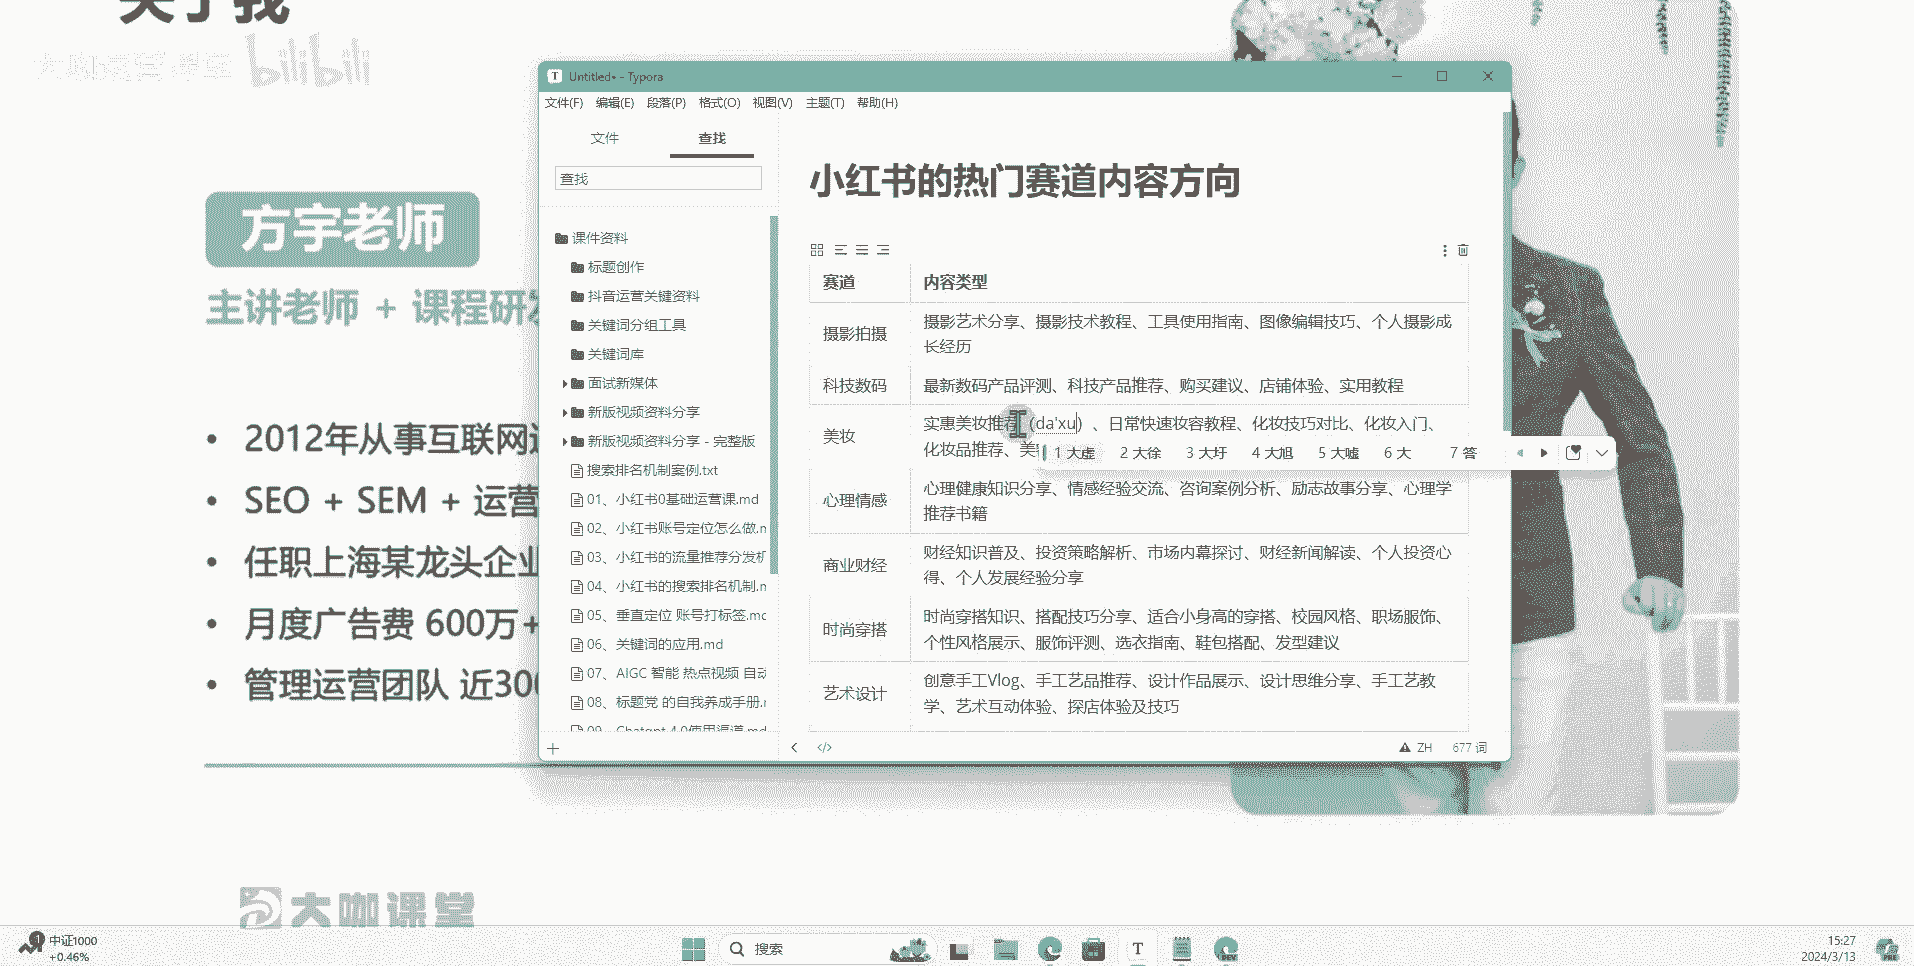 关于我
bilibili
方宇老师
主讲老师 + 课程研发
• 2012年从事互联网
• SEO + SEM + 运营
• 任职上海某龙头企业
• 月度广告费 600万+
• 管理运营团队 近300
大咖课堂
Untitled• - Typora
文件(F) 编辑(E) 段落(P) 格式(O) 视图(V) 主题(T) 帮助(H)
文件 查找
查找
课件资料
标题创作
抖音运营关键资料
关键词分组工具
关键词库
面试新媒体
新版视频资料分享
新版视频资料分享 - 完整版
搜索排名机制案例.txt
01、小红书0基础运营课.md
02、小红书账号定位怎么做.m
03、小红书的流量推荐分发机
04、小红书的搜索排名机制.m
05、垂直定位 账号打标签.mc
06、关键词的应用.md
07、AIGC 智能 热点视频 自动
08、标题党 的自我养成手册.r
09、Chatgpt 4.0使用渠道.md
小红书的热门赛道内容方向
赛道 内容类型
摄影拍摄 摄影艺术分享、摄影技术教程、工具使用指南、图像编辑技巧、个人摄影成
长经历
科技数码 最新数码产品评测、科技产品推荐、购买建议、店铺体验、实用教程
美妆 实惠美妆推荐 (da'xu) 、日常快速妆容教程、化妆技巧对比、化妆入门、
化妆品推荐、美
1 大虚 2 大徐 3 大圩 4 大旭 5 大嘘 6 大 7 答
心理情感 心理健康知识分享、情感经验交流、咨询案例分析、励志故事分享、心理学
推荐书籍
商业财经 财经知识普及、投资策略解析、市场内幕探讨、财经新闻解读、个人投资心
得、个人发展经验分享
时尚穿搭 时尚穿搭知识、搭配技巧分享、适合小身高的穿搭、校园风格、职场服饰、
个性风格展示、服饰评测、选衣指南、鞋包搭配、发型建议
艺术设计 创意手工Vlog、手工艺品推荐、设计作品展示、设计思维分享、手工艺教
学、艺术互动体验、探店体验及技巧
ZH 677 词
1 中证1000
+0.46%
搜索
T
DEV
15:27
2024/3/13
PRE